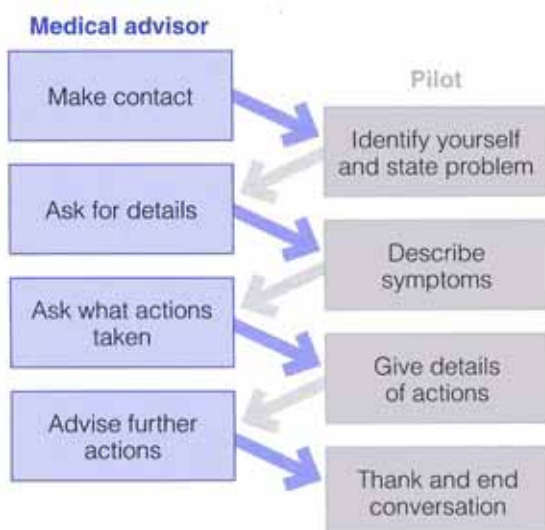 Medical advisor
Make contact
Pilot
Identify yourself
and state problem
Ask for details
Describe
symptoms
Ask what actions
taken
Give details
of actions
Advise further
actions
Thank and end
conversation